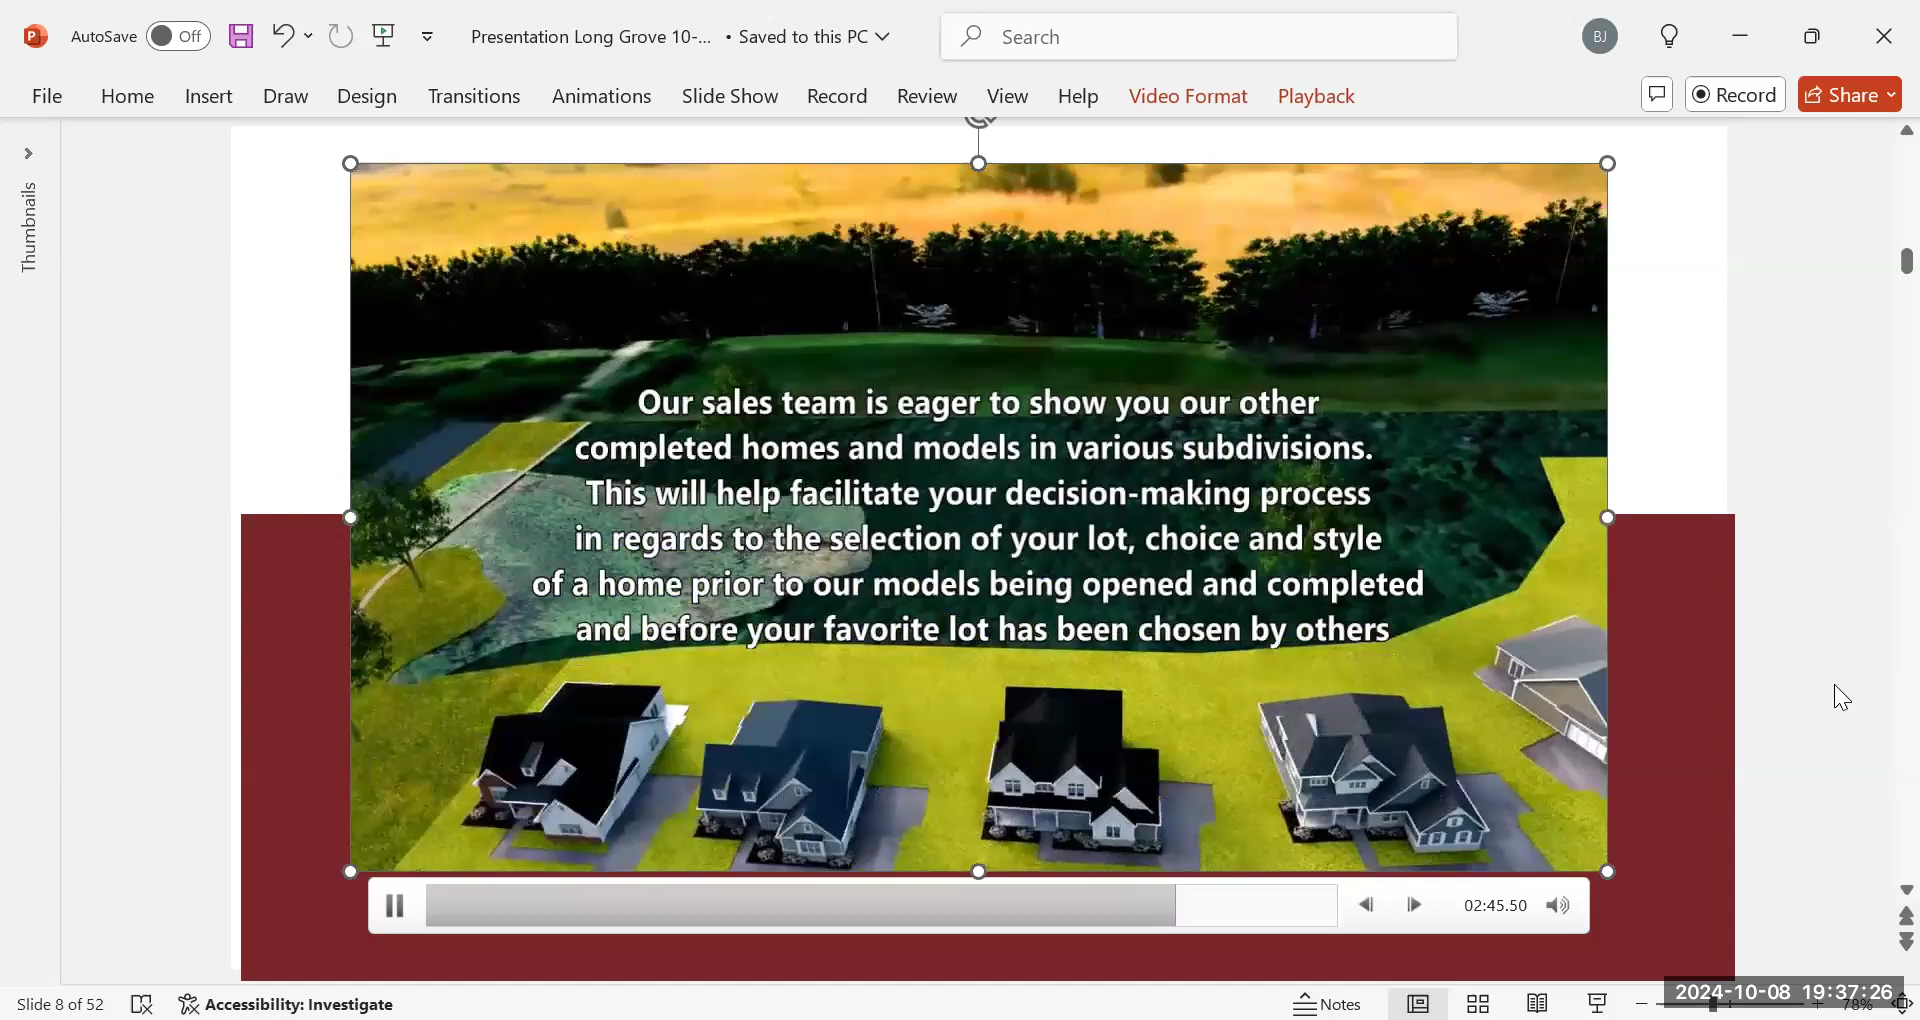 AutoSave Off
Presentation Long Grove 10-... • Saved to this PC
Search
BJ
File Home Insert Draw Design Transitions Animations Slide Show Record Review View Help Video Format Playback
Record Share
Thumbnails
Our sales team is eager to show you our other
completed homes and models in various subdivisions.
This will help facilitate your decision-making process
in regards to the selection of your lot, choice and style
of a home prior to our models being opened and completed
and before your favorite lot has been chosen by others
02:45.50
Slide 8 of 52
Accessibility: Investigate
Notes
2024-10-08 19:37:26
78%